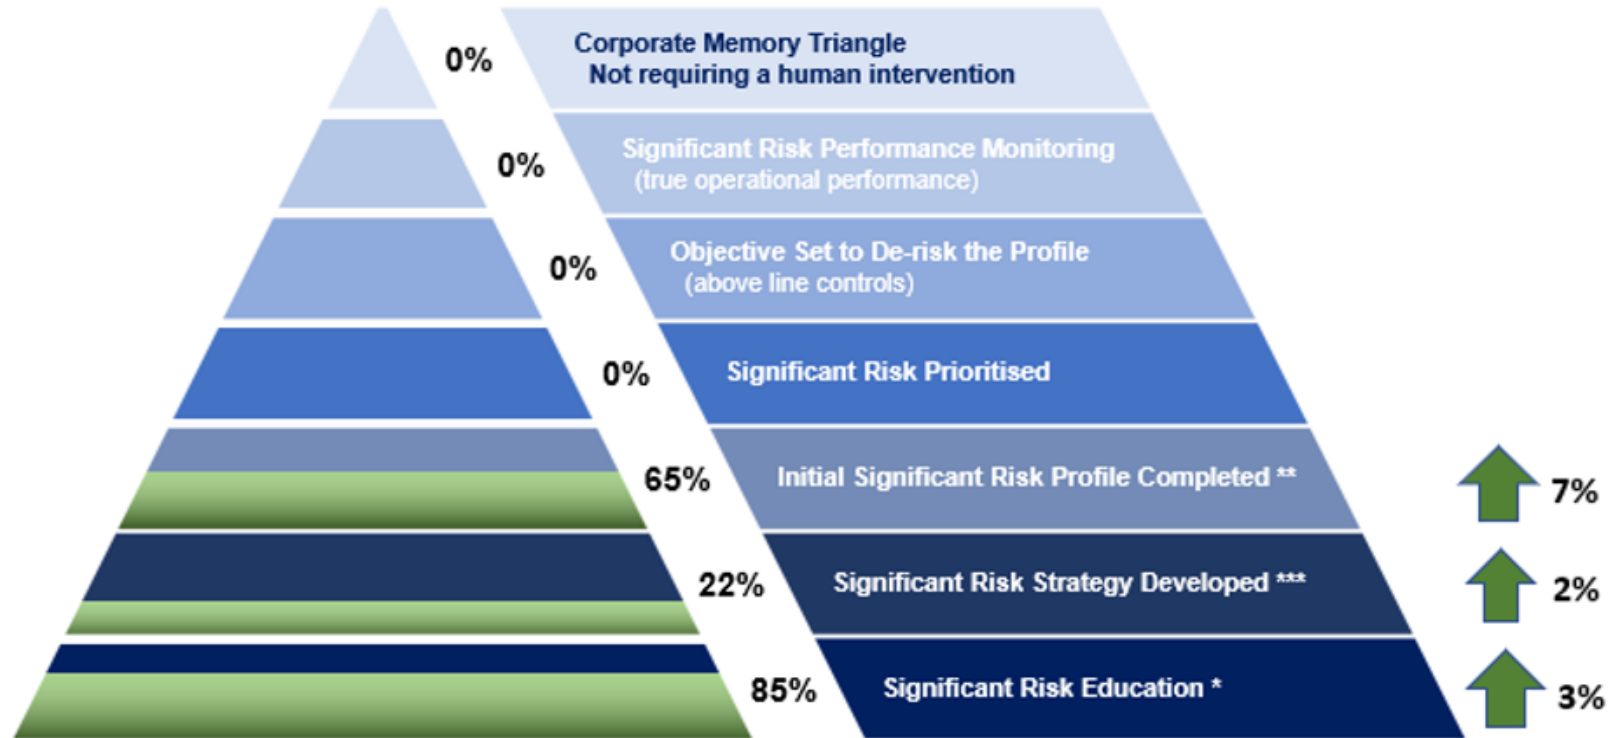 0%
Corporate Memory Triangle
Not requiring a human intervention
0%
Significant Risk Performance Monitoring
(true operational performance)
0%
Objective Set to De-risk the Profile
(above line controls)
0%
Significant Risk Prioritised
65%
Initial Significant Risk Profile Completed **
7%
22%
Significant Risk Strategy Developed ***
2%
85%
Significant Risk Education *
3%